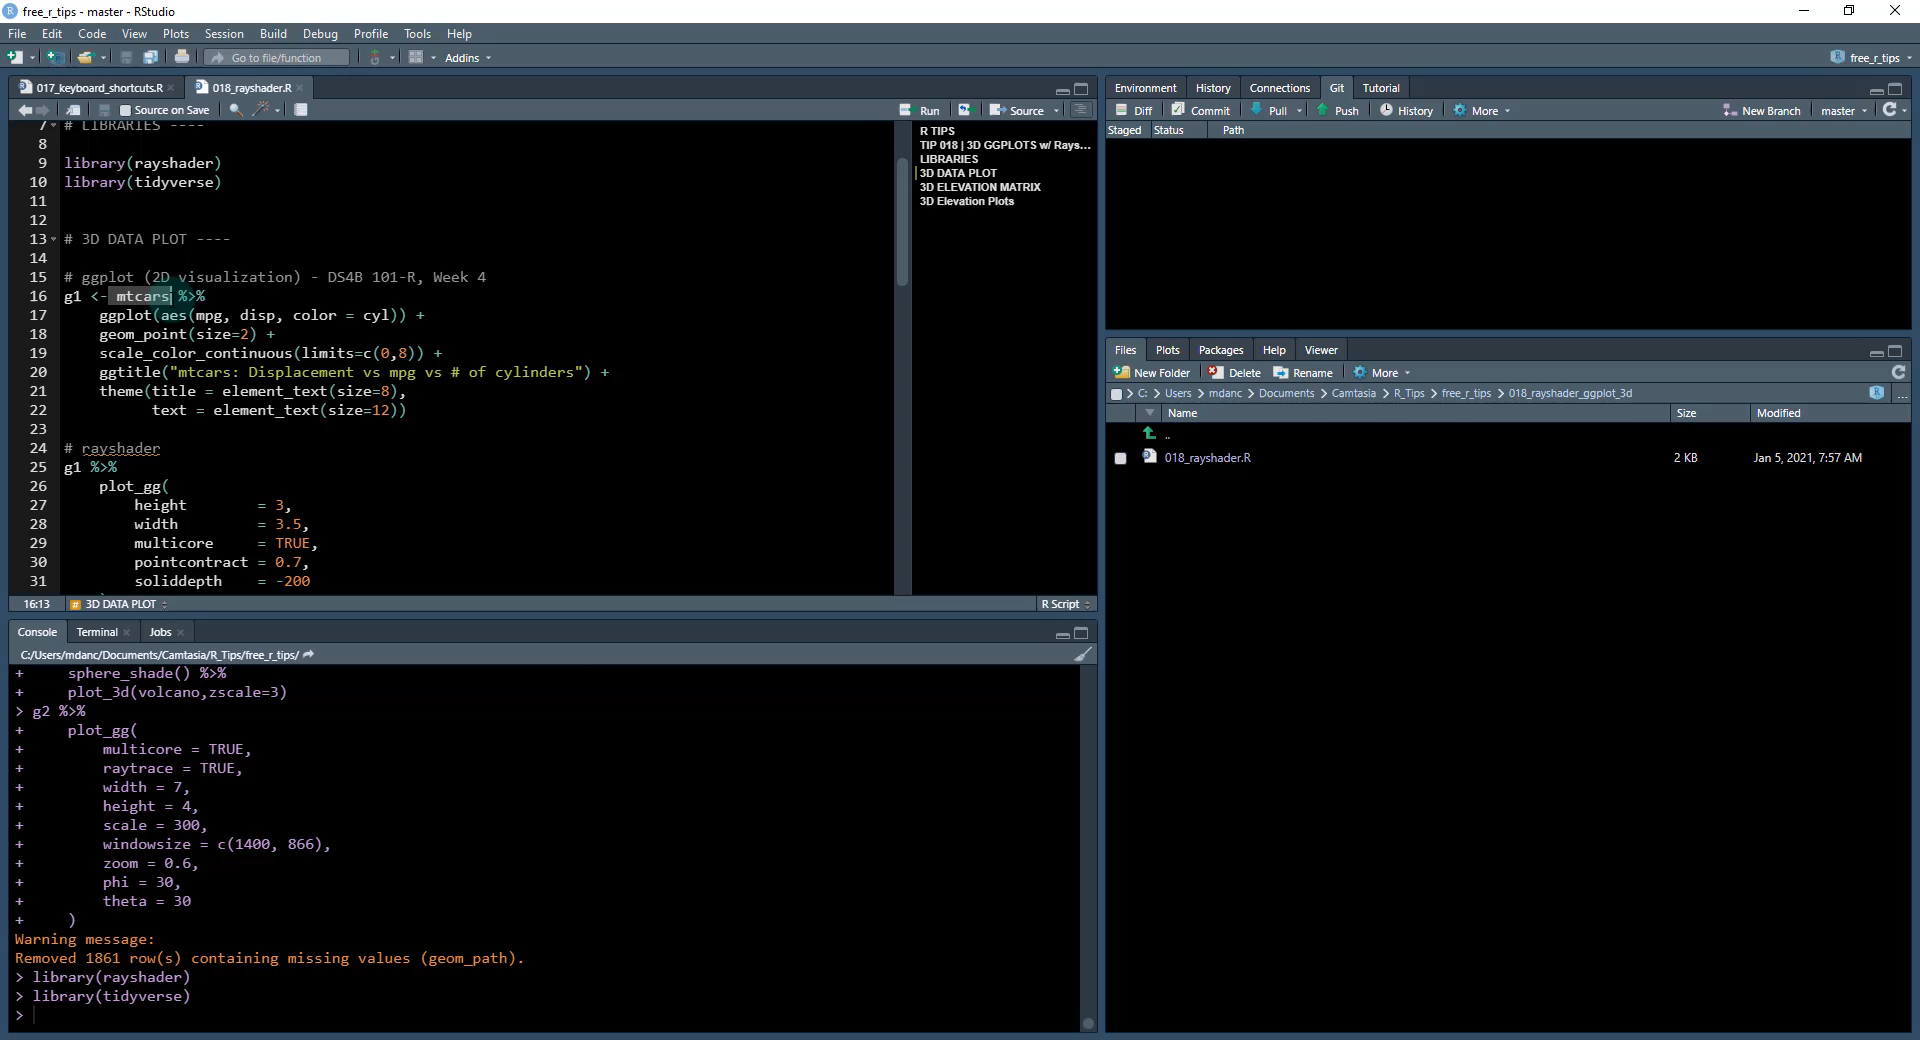 free_r_tips - master - RStudio
File Edit Code View Plots Session Build Debug Profile Tools Help
Go to file/function Addins free_r_tips
017_keyboard_shortcuts.R 018_rayshader.R
Source on Save Run Source
7 # LIBRARIES ----
8
9 library(rayshader)
10 library(tidyverse)
11
12
13 # 3D DATA PLOT ----
14
15 # ggplot (2D visualization) - DS4B 101-R, Week 4
16 g1 <- mtcars %>%
17 ggplot(aes(mpg, disp, color = cyl)) +
18 geom_point(size=2) +
19 scale_color_continuous(limits=c(0,8)) +
20 ggtitle("mtcars: Displacement vs mpg vs # of cylinders") +
21 theme(title = element_text(size=8),
22 text = element_text(size=12))
23
24 # rayshader
25 g1 %>%
26 plot_gg(
27 height = 3,
28 width = 3.5,
29 multicore = TRUE,
30 pointcontract = 0.7,
31 soliddepth = -200
16:13 3D DATA PLOT R Script
R TIPS
TIP 018 | 3D GGPLOTS w/ Rays...
LIBRARIES
3D DATA PLOT
3D ELEVATION MATRIX
3D Elevation Plots
Console Terminal Jobs
C:/Users/mdanc/Documents/Camtasia/R_Tips/free_r_tips/
+ sphere_shade() %>%
+ plot_3d(volcano,zscale=3)
> g2 %>%
+ plot_gg(
+ multicore = TRUE,
+ raytrace = TRUE,
+ width = 7,
+ height = 4,
+ scale = 300,
+ windowsize = c(1400, 866),
+ zoom = 0.6,
+ phi = 30,
+ theta = 30
+ )
Warning message:
Removed 1861 row(s) containing missing values (geom_path).
> library(rayshader)
> library(tidyverse)
>
Environment History Connections Git Tutorial
Diff Commit Pull Push History More New Branch master
Staged Status Path
Files Plots Packages Help Viewer
New Folder Delete Rename More
C: > Users > mdanc > Documents > Camtasia > R_Tips > free_r_tips > 018_rayshader_ggplot_3d ...
Name Size Modified
..
018_rayshader.R 2 KB Jan 5, 2021, 7:57 AM